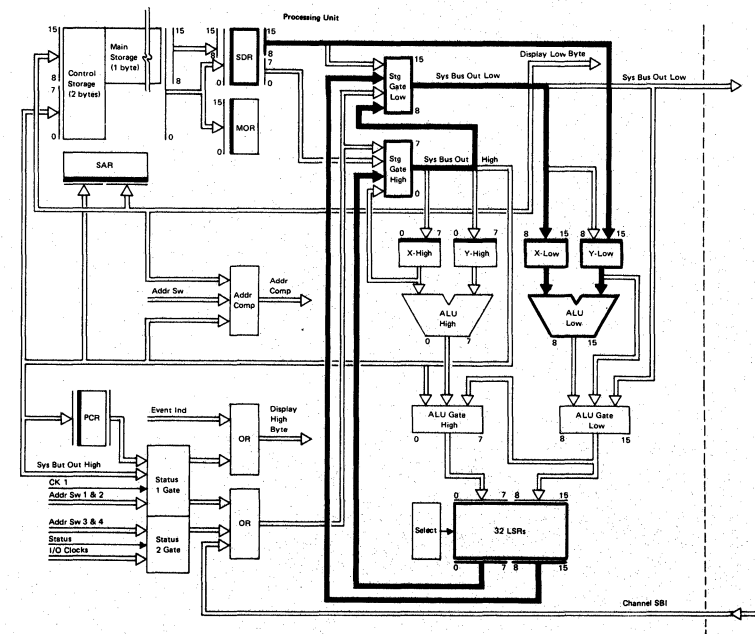 Processing Unit
15
15
15
15
Main
Storage
(1 byte)
8
SDR
8
7
15
Display Low Byte
8
7
Control
Storage
(2 bytes)
8
0
0
Stg
Gate
Low
Sys Bus Out Low
Sys Bus Out Low
15
MOR
0
0
0
8
7
Stg
Gate
High
Sys Bus Out High
0
SAR
0 7
0 7
8 15
8 15
X-High
Y-High
X-Low
Y-Low
Addr Sw
Addr
Comp
Addr
Comp
ALU
High
ALU
Low
0 7
8 15
PCR
Event Ind
OR
Display
High
Byte
ALU Gate
High
ALU Gate
Low
0 7
8 15
Sys But Out High
CK 1
Addr Sw 1 & 2
Status
1 Gate
0 7 8 15
Addr Sw 3 & 4
Status
I/O Clocks
Status
2 Gate
OR
Select
32 LSRs
0 7 8 15
Channel SBI